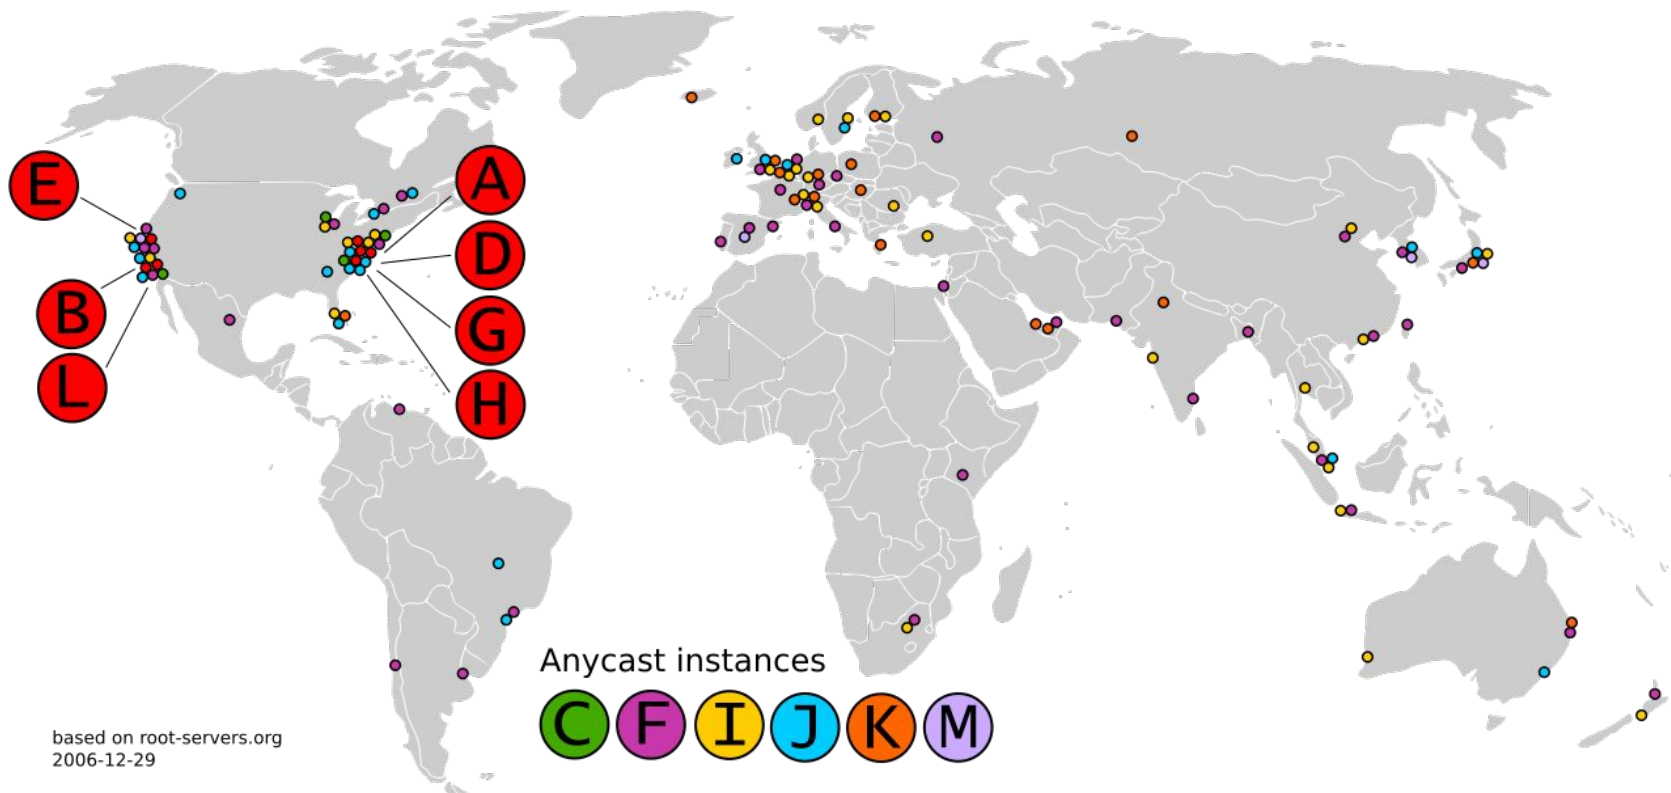 E
A
D
B
G
L
H
Anycast instances
C F I J K M
based on root-servers.org
2006-12-29